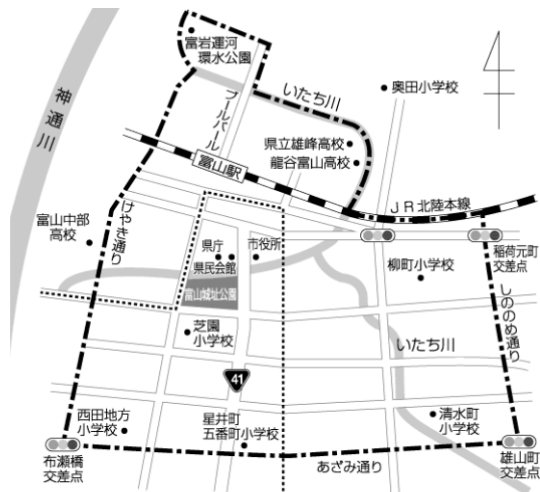 富岩運河
環水公園
いたち川
奥田小学校
神通川
ブールバール
県立雄峰高校
龍谷富山高校
富山駅
JR北陸本線
富山中部
高校
けやき通り
県庁
市役所
県民会館
稲荷元町
交差点
柳町小学校
富山城址公園
しののめ通り
芝園
小学校
いたち川
41
西田地方
小学校
星井町
五番町小学校
清水町
小学校
布瀬橋
交差点
あざみ通り
雄山町
交差点